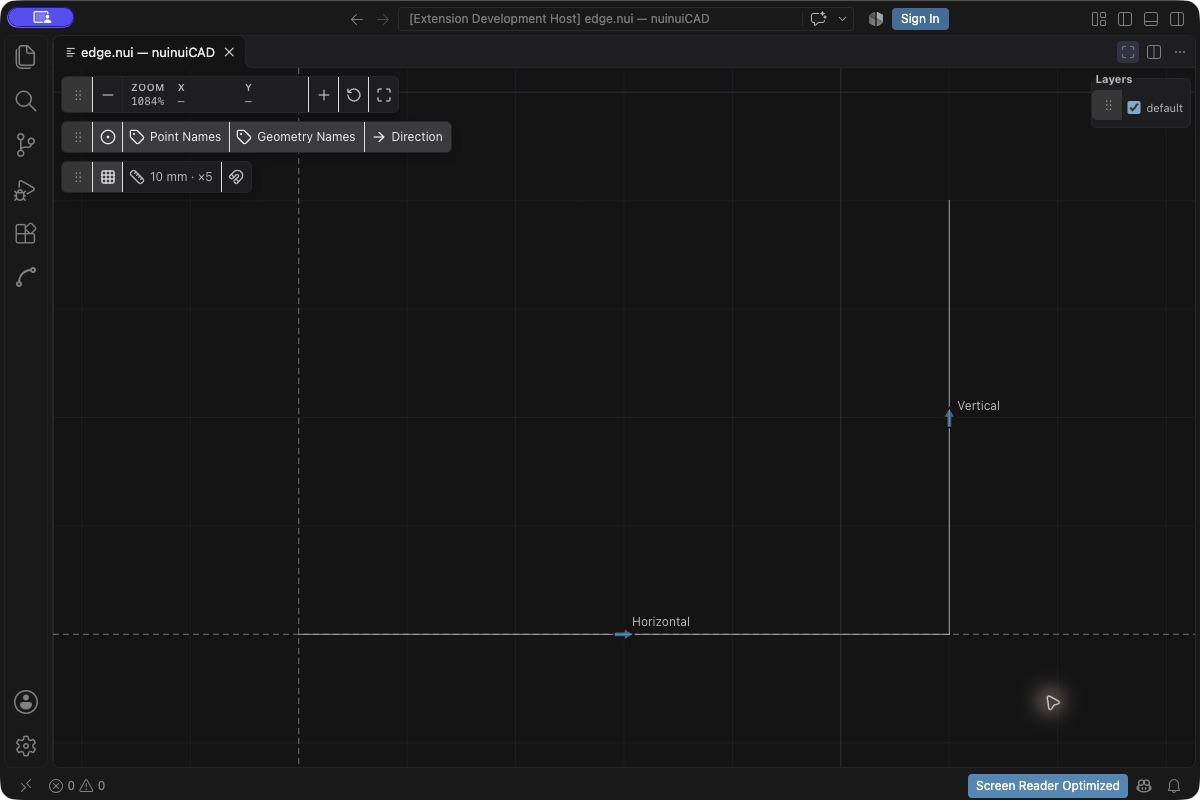 [Extension Development Host] edge.nui — nuinuiCAD
Sign In
edge.nui — nuinuiCAD
ZOOM X Y
1084% — —
Layers
default
Point Names
Geometry Names
Direction
10 mm · ×5
Vertical
Horizontal
0 0
Screen Reader Optimized